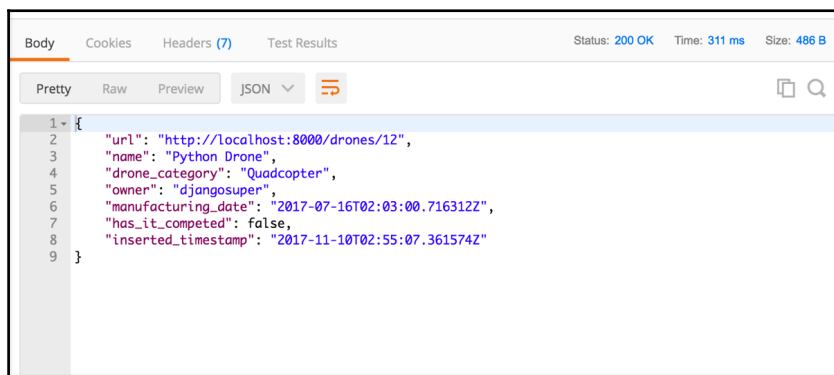 Body Cookies Headers (7) Test Results Status: 200 OK Time: 311 ms Size: 486 B
Pretty Raw Preview JSON
1 {
2 "url": "http://localhost:8000/drones/12",
3 "name": "Python Drone",
4 "drone_category": "Quadcopter",
5 "owner": "djangosuper",
6 "manufacturing_date": "2017-07-16T02:03:00.716312Z",
7 "has_it_competed": false,
8 "inserted_timestamp": "2017-11-10T02:55:07.361574Z"
9 }